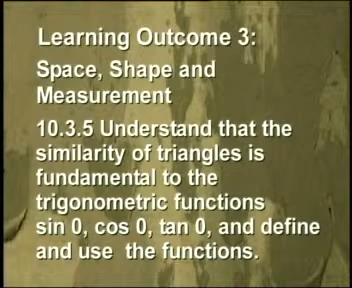 Learning Outcome 3:
Space, Shape and
Measurement
10.3.5 Understand that the
similarity of triangles is
fundamental to the
trigonometric functions
sin 0, cos 0, tan 0, and define
and use the functions.